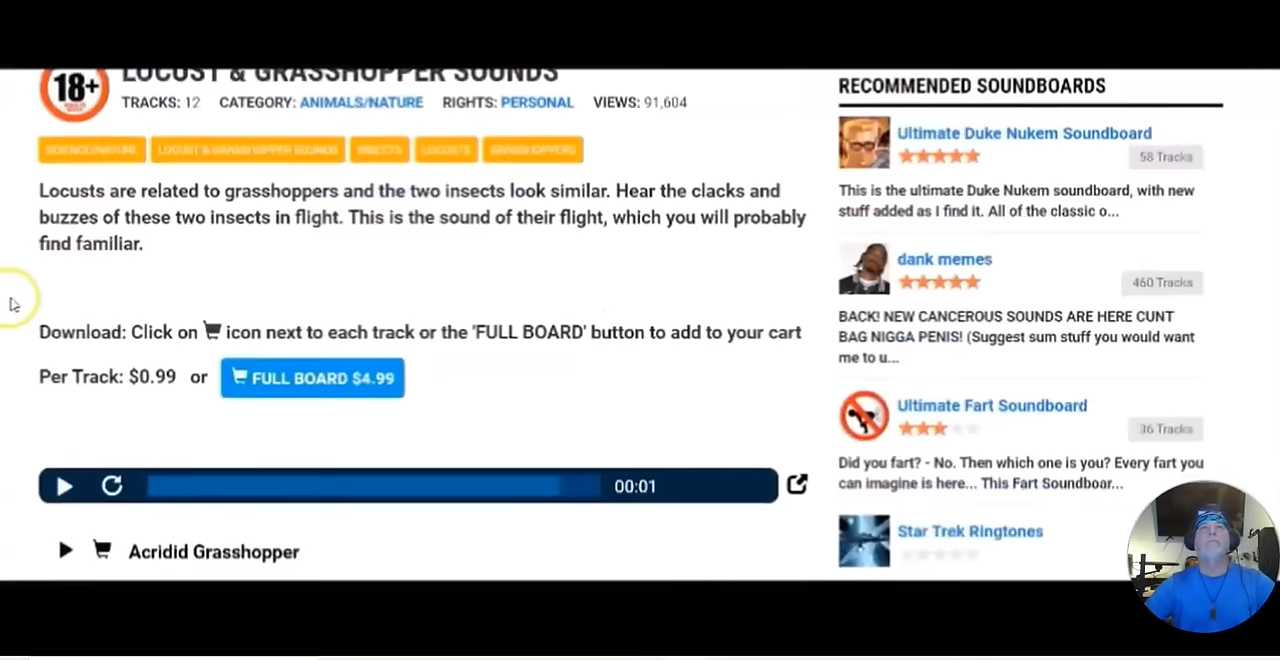 18+
LOCUST & GRASSHOPPER SOUNDS
TRACKS: 12 CATEGORY: ANIMALS/NATURE RIGHTS: PERSONAL VIEWS: 91,604
SCIENCE/NATURE LOCUST & GRASSHOPPER SOUNDS INSECTS LOCUSTS GRASSHOPPERS
Locusts are related to grasshoppers and the two insects look similar. Hear the clacks and
buzzes of these two insects in flight. This is the sound of their flight, which you will probably
find familiar.
Download: Click on icon next to each track or the 'FULL BOARD' button to add to your cart
Per Track: $0.99 or FULL BOARD $4.99
00:01
Acridid Grasshopper
RECOMMENDED SOUNDBOARDS
Ultimate Duke Nukem Soundboard
58 Tracks
This is the ultimate Duke Nukem soundboard, with new
stuff added as I find it. All of the classic o...
dank memes
460 Tracks
BACK! NEW CANCEROUS SOUNDS ARE HERE CUNT
BAG NIGGA PENIS! (Suggest sum stuff you would want
me to u...
Ultimate Fart Soundboard
36 Tracks
Did you fart? - No. Then which one is you? Every fart you
can imagine is here... This Fart Soundboar...
Star Trek Ringtones